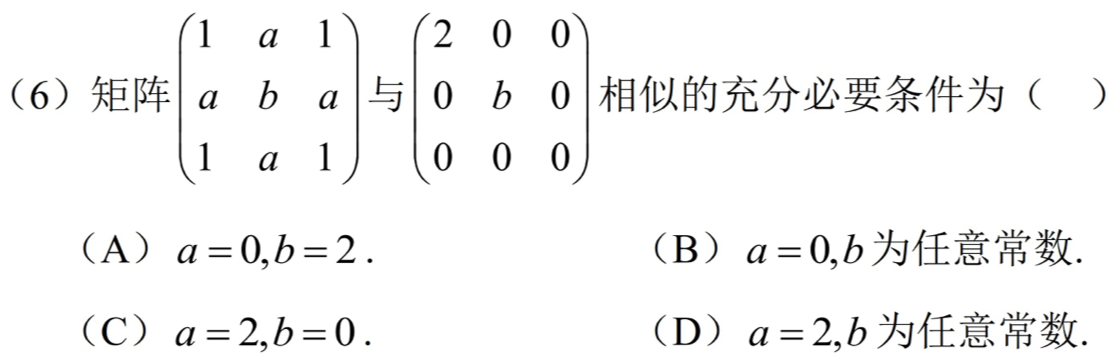 （6）矩阵$\begin{pmatrix} 1 & a & 1 \\ a & b & a \\ 1 & a & 1 \end{pmatrix}$与$\begin{pmatrix} 2 & 0 & 0 \\ 0 & b & 0 \\ 0 & 0 & 0 \end{pmatrix}$相似的充分必要条件为（ ）
（A）a=0,b=2.
（B）a=0,b为任意常数.
（C）a=2,b=0.
（D）a=2,b为任意常数.